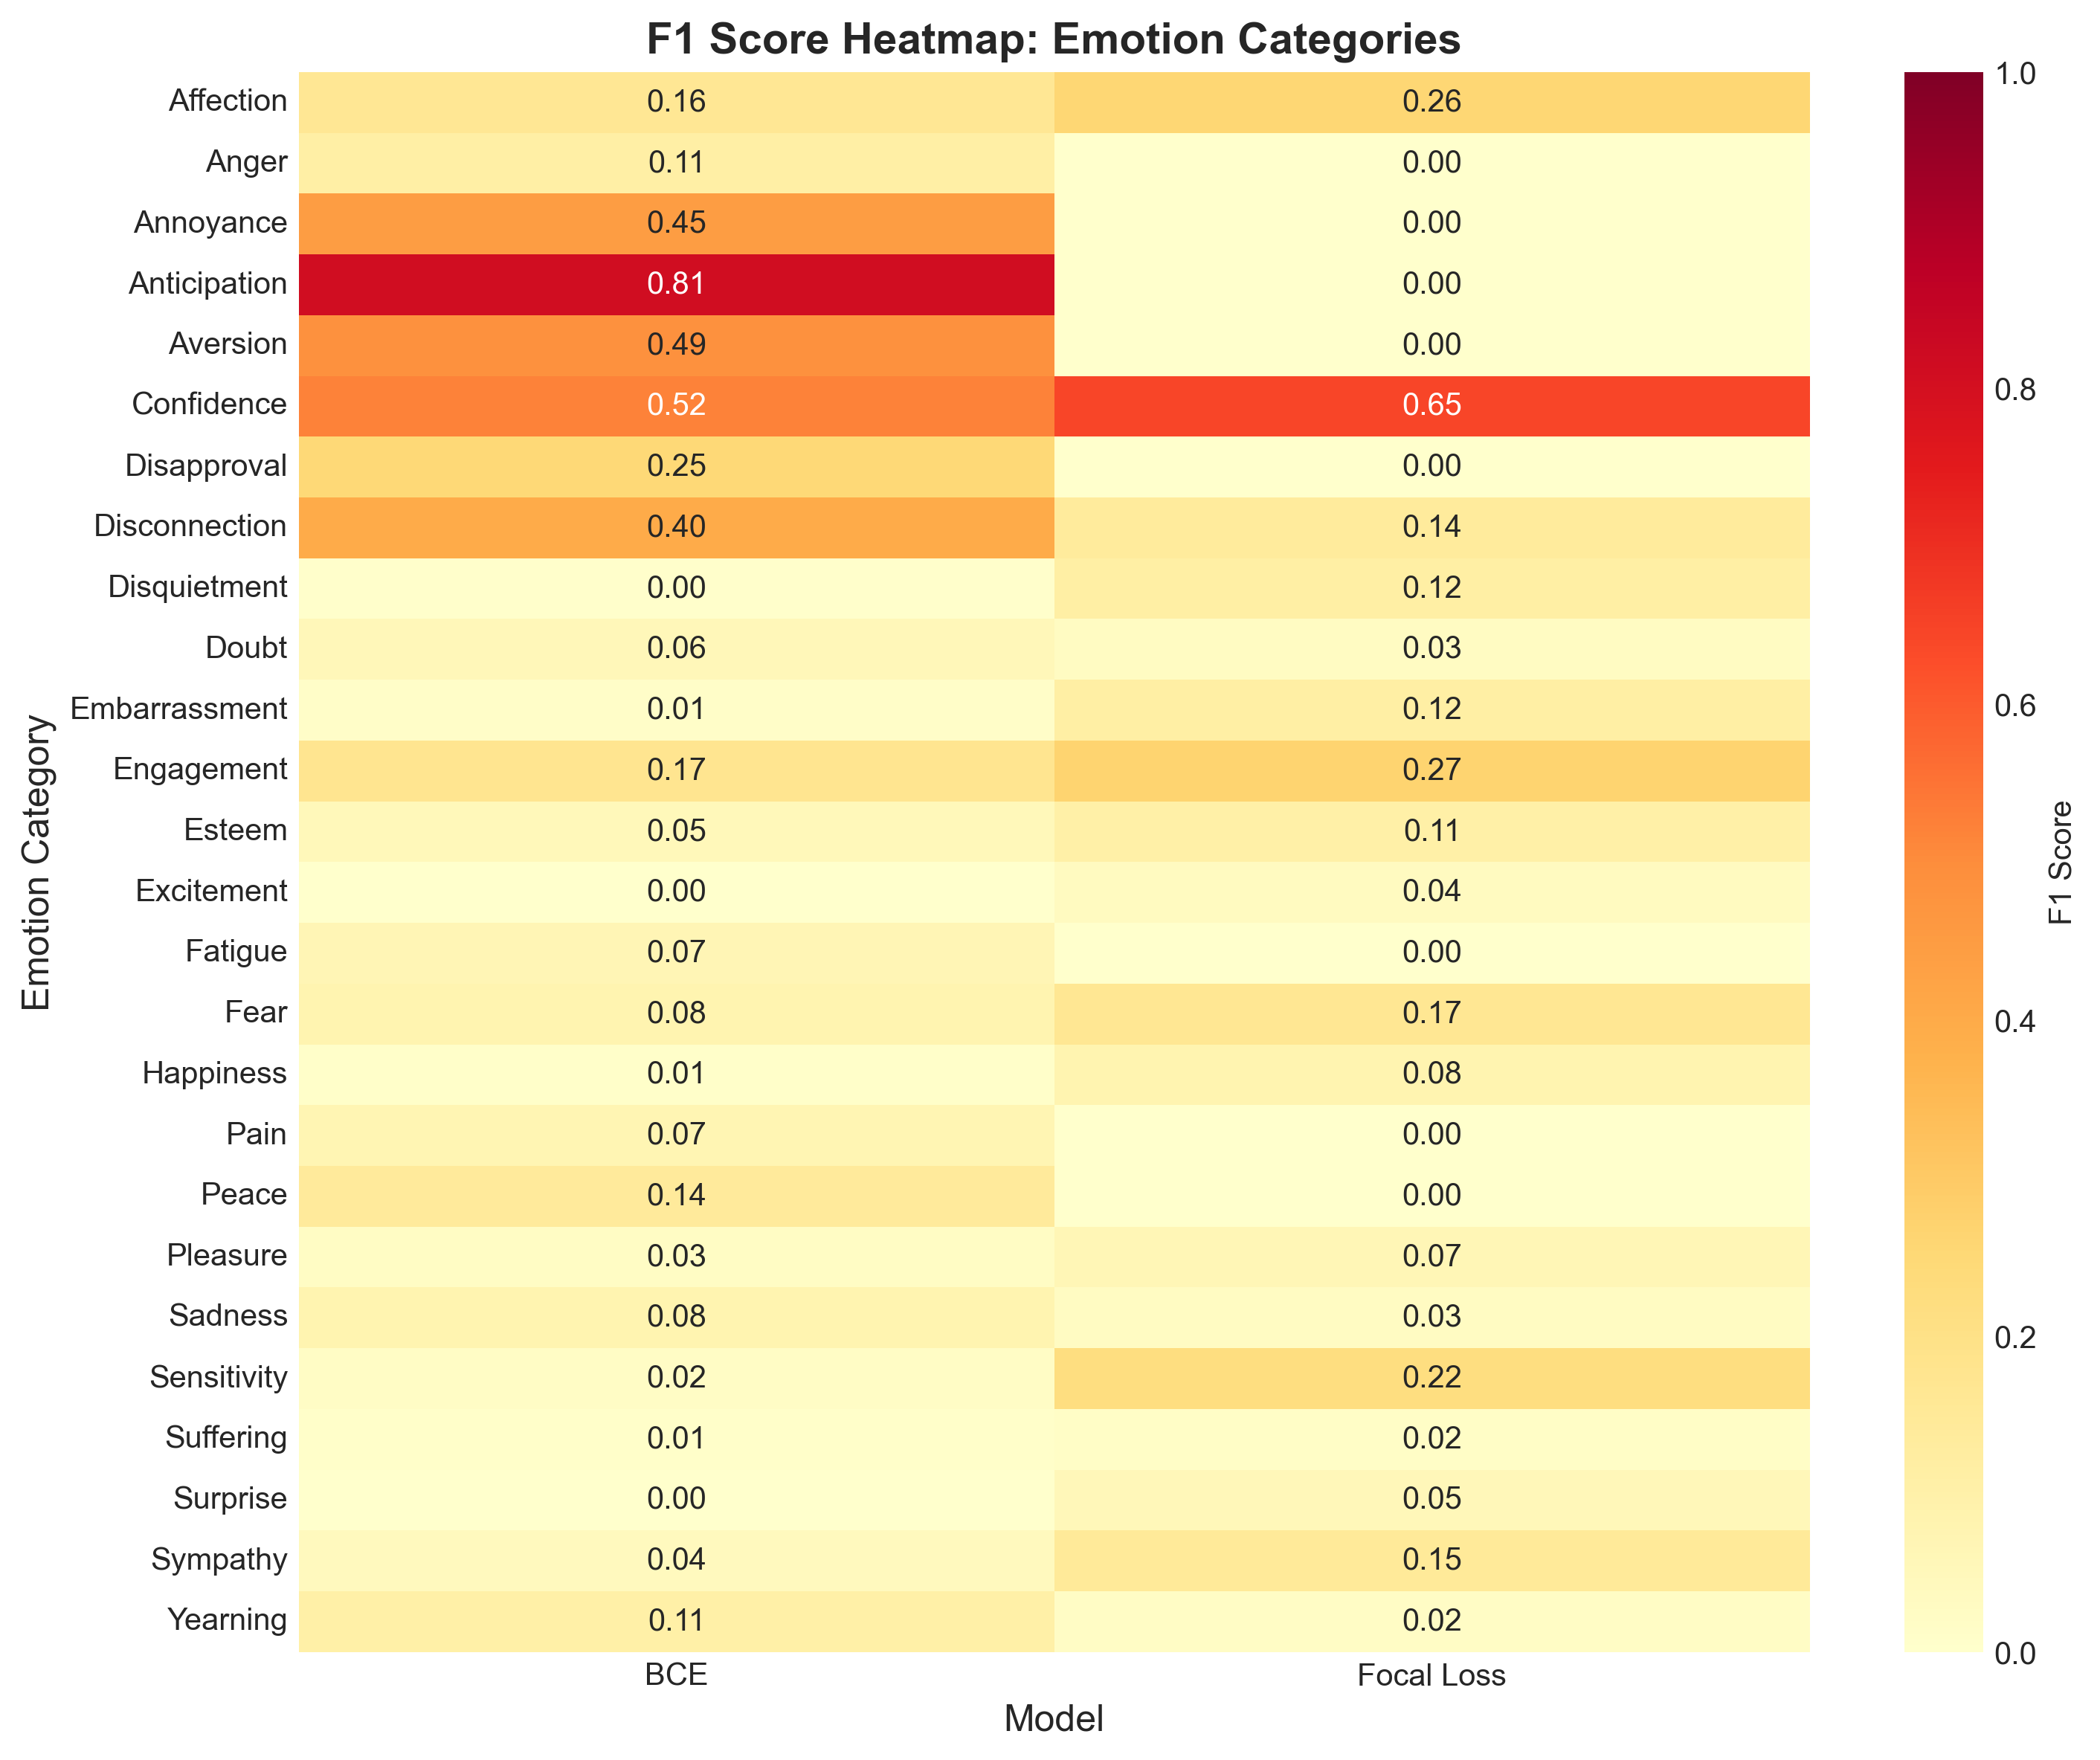 F1 Score Heatmap: Emotion Categories
Affection 0.16 0.26
Anger 0.11 0.00
Annoyance 0.45 0.00
Anticipation 0.81 0.00
Aversion 0.49 0.00
Confidence 0.52 0.65
Disapproval 0.25 0.00
Disconnection 0.40 0.14
Disquietment 0.00 0.12
Doubt 0.06 0.03
Embarrassment 0.01 0.12
Engagement 0.17 0.27
Esteem 0.05 0.11
Excitement 0.00 0.04
Fatigue 0.07 0.00
Fear 0.08 0.17
Happiness 0.01 0.08
Pain 0.07 0.00
Peace 0.14 0.00
Pleasure 0.03 0.07
Sadness 0.08 0.03
Sensitivity 0.02 0.22
Suffering 0.01 0.02
Surprise 0.00 0.05
Sympathy 0.04 0.15
Yearning 0.11 0.02
BCE Focal Loss
Model
Emotion Category
1.0
0.8
0.6
0.4
0.2
0.0
F1 Score